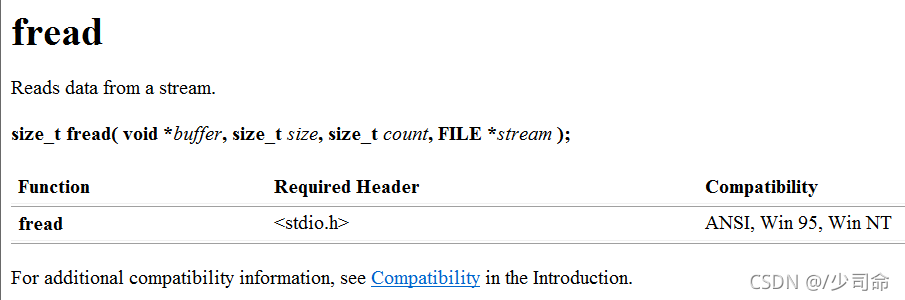 fread
Reads data from a stream.
size_t fread( void *buffer, size_t size, size_t count, FILE *stream );
Function Required Header Compatibility
fread <stdio.h> ANSI, Win 95, Win NT
For additional compatibility information, see Compatibility in the Introduction.
CSDN @/少司命